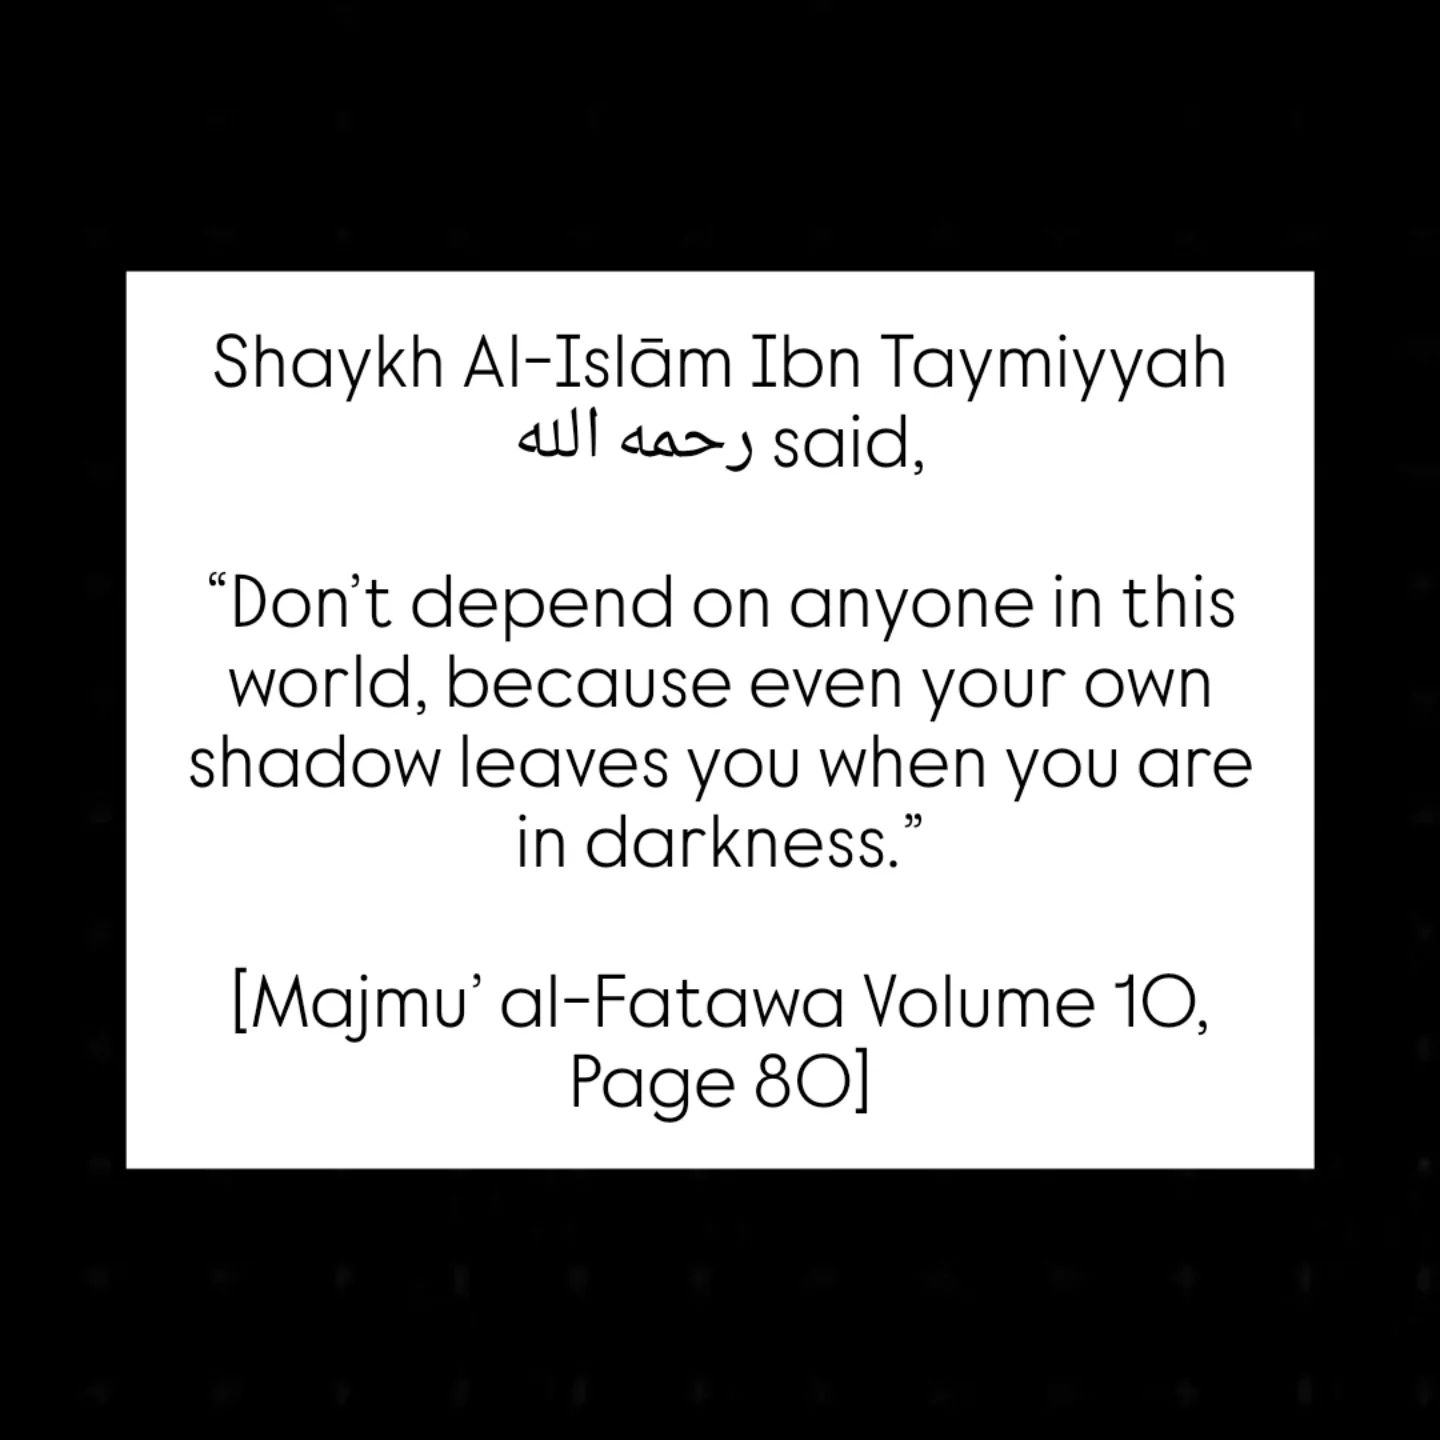 Shaykh Al-Islām Ibn Taymiyyah
رحمه الله said,
“Don’t depend on anyone in this
world, because even your own
shadow leaves you when you are
in darkness.”
[Majmu’ al-Fatawa Volume 10,
Page 80]